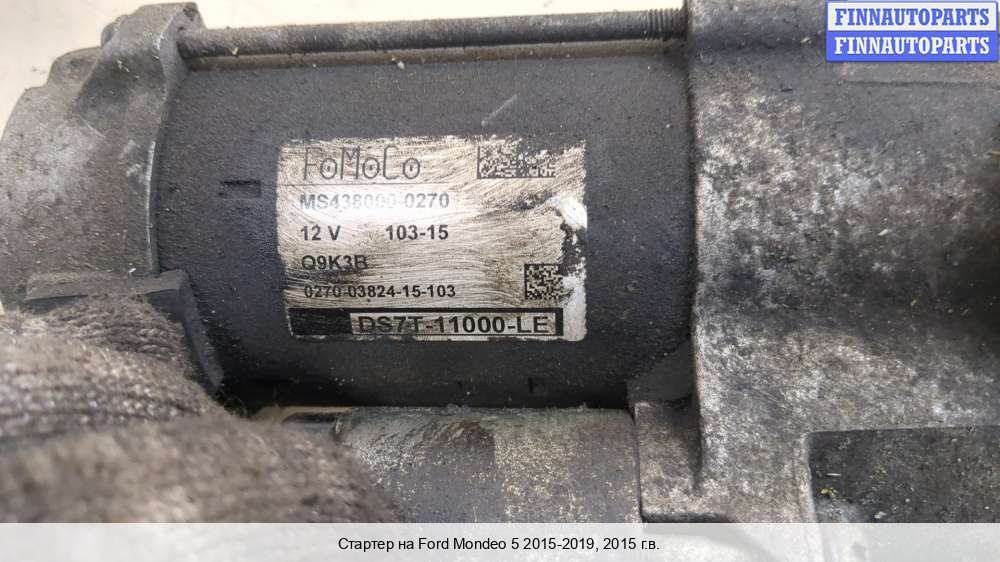 FINNAUTOPARTS
FINNAUTOPARTS
FoMoCo
MS438000-0270
12 V 103-15
Q9K3B
0270-03824-15-103
DS7T-11000-LE
Стартер на Ford Mondeo 5 2015-2019, 2015 г.в.